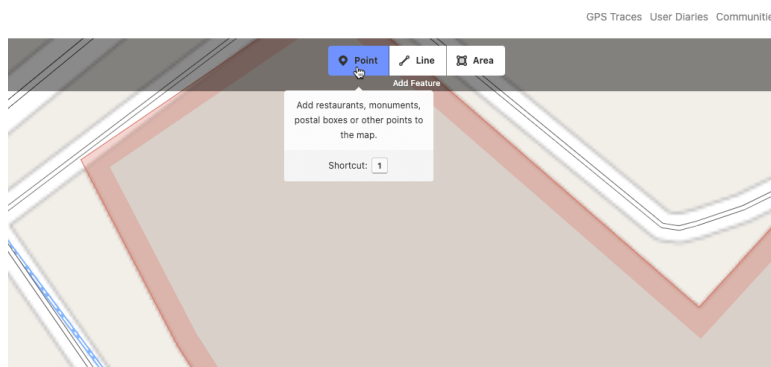 GPS Traces User Diaries Communitie
Point Line Area
Add Feature
Add restaurants, monuments,
postal boxes or other points to
the map.
Shortcut: 1